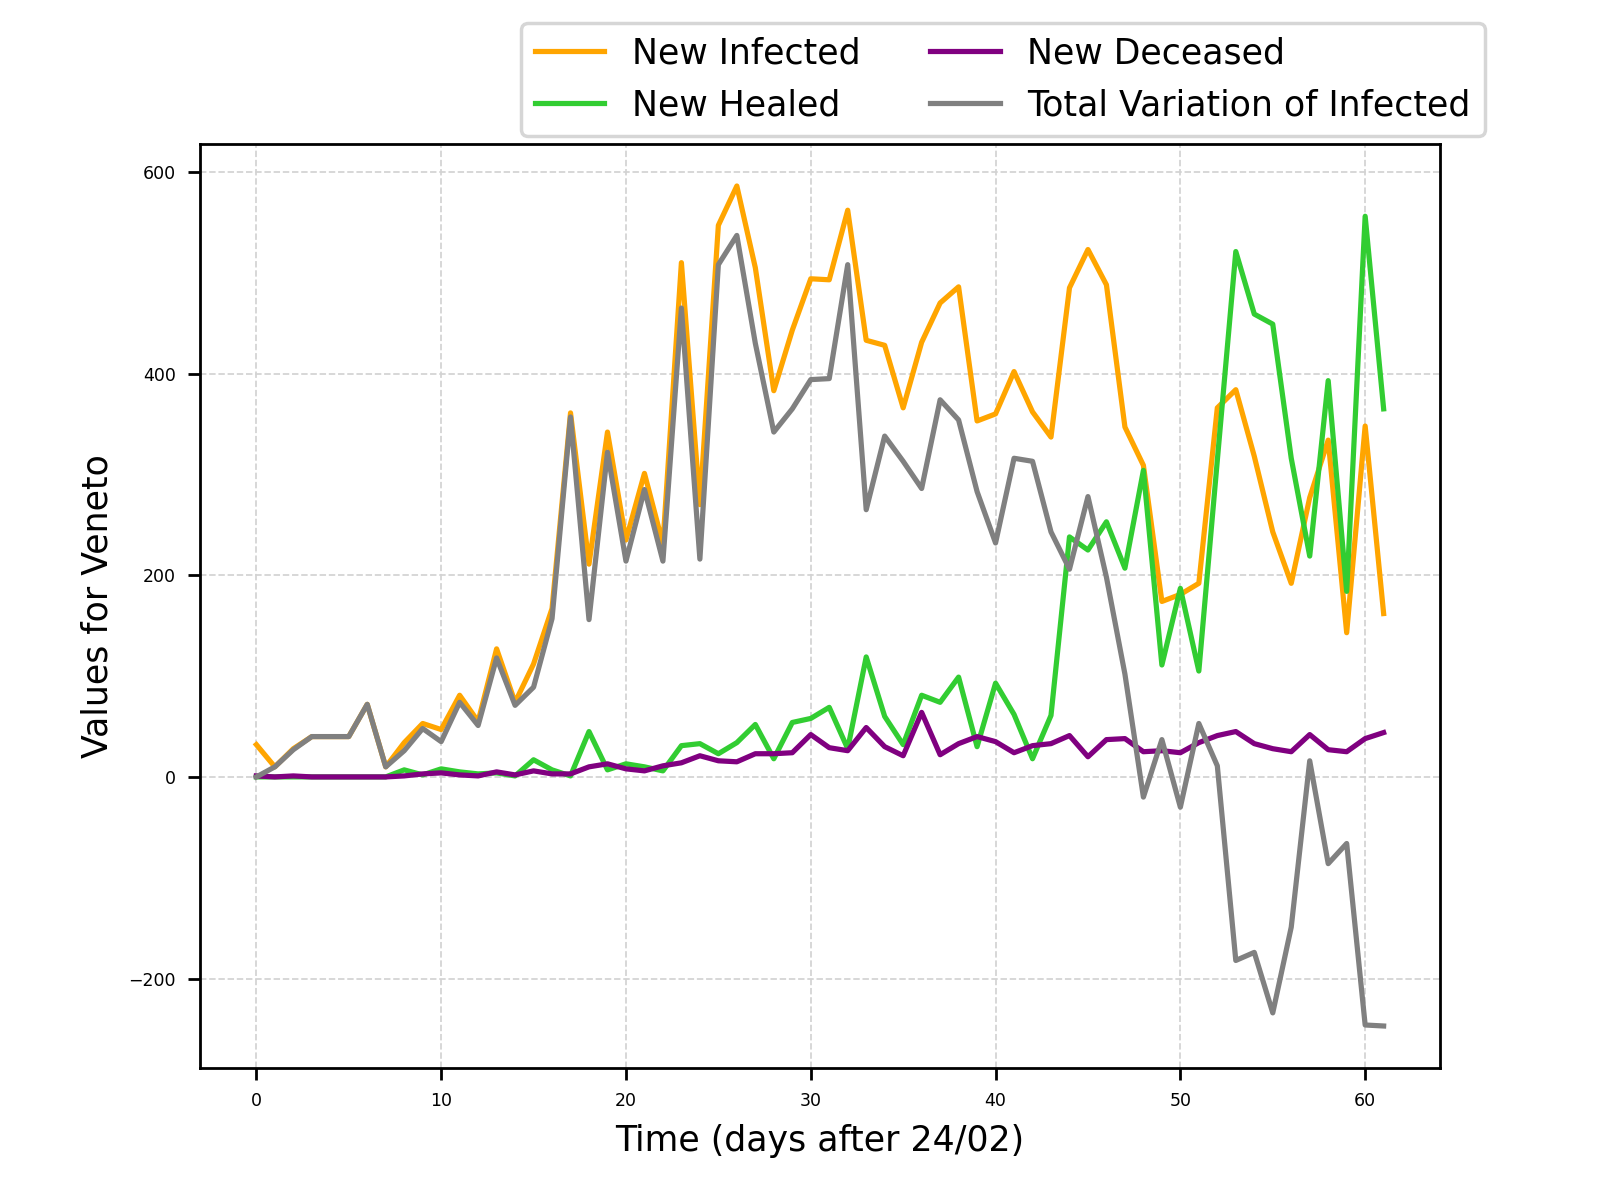 New Infected
New Healed
New Deceased
Total Variation of Infected
600
400
200
0
−200
Values for Veneto
0 10 20 30 40 50 60
Time (days after 24/02)